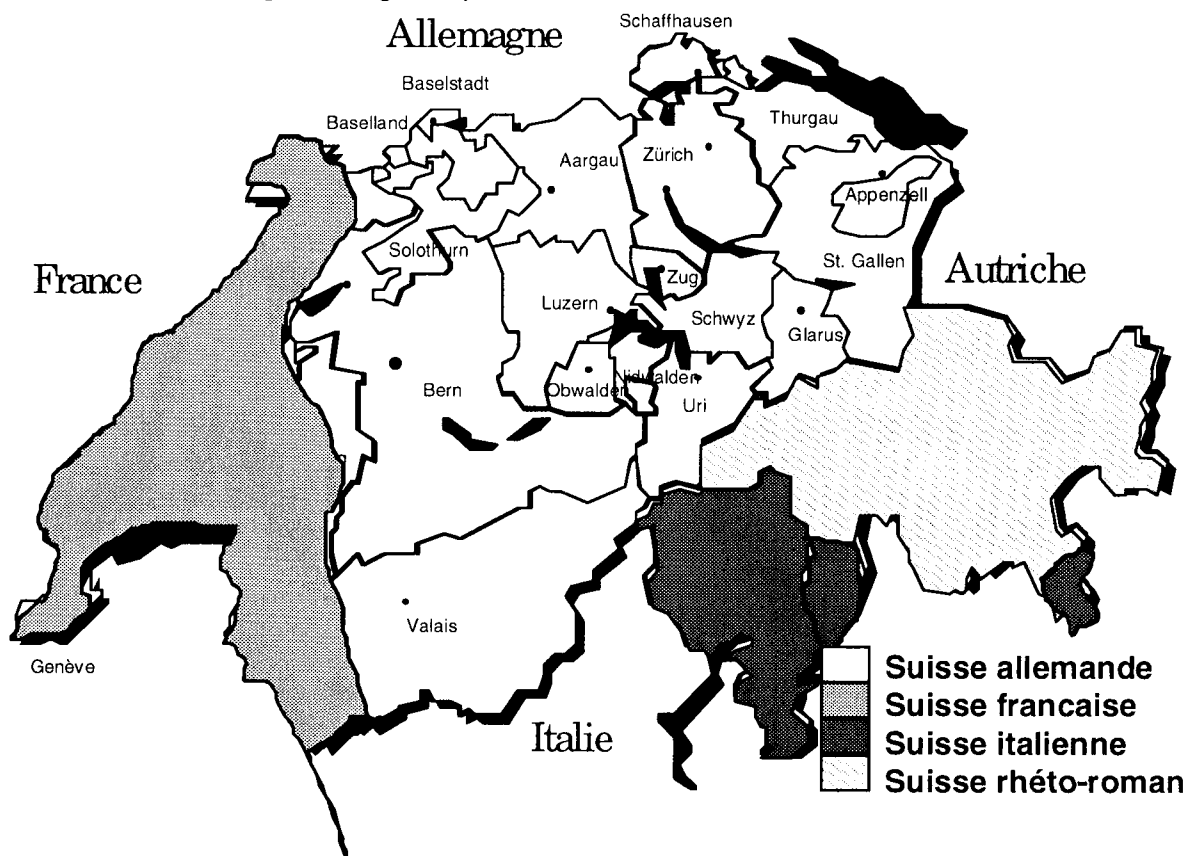 Schaffhausen
Allemagne
Baselstadt
Baselland
Thurgau
Zürich
Aargau
Appenzell
Solothurn
St. Gallen
Autriche
France
Zug
Luzern
Schwyz
Glarus
Nidwalden
Bern
Obwalden
Uri
Valais
Genève
Italie
Suisse allemande
Suisse francaise
Suisse italienne
Suisse rhéto-roman